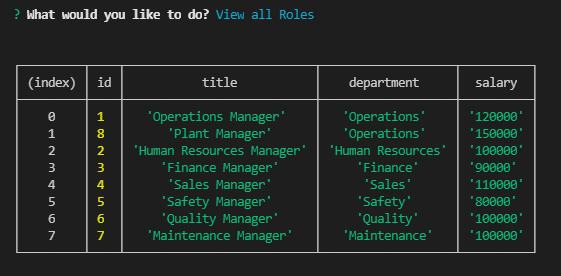 ? What would you like to do? View all Roles
(index) id title department salary
0 1 'Operations Manager' 'Operations' '120000'
1 8 'Plant Manager' 'Operations' '150000'
2 2 'Human Resources Manager' 'Human Resources' '100000'
3 3 'Finance Manager' 'Finance' '90000'
4 4 'Sales Manager' 'Sales' '110000'
5 5 'Safety Manager' 'Safety' '80000'
6 6 'Quality Manager' 'Quality' '100000'
7 7 'Maintenance Manager' 'Maintenance' '100000'